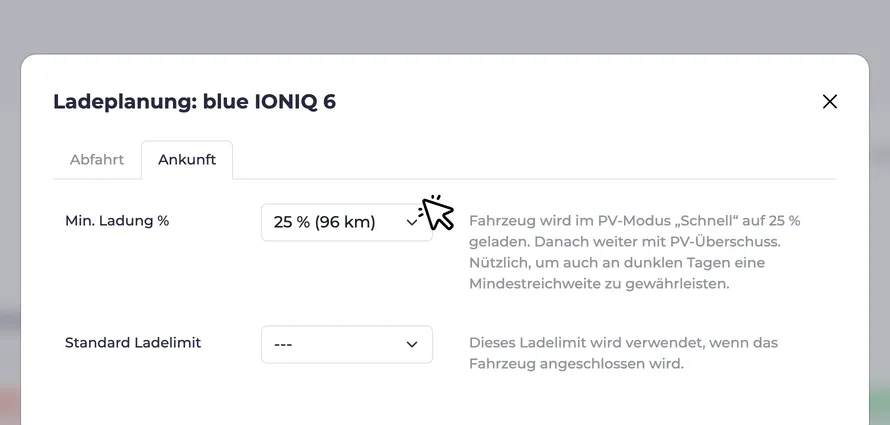 Ladeplanung: blue IONIQ 6
Abfahrt
Ankunft
Min. Ladung %
25 % (96 km)
Fahrzeug wird im PV-Modus „Schnell“ auf 25 %
geladen. Danach weiter mit PV-Überschuss.
Nützlich, um auch an dunklen Tagen eine
Mindestreichweite zu gewährleisten.
Standard Ladelimit
---
Dieses Ladelimit wird verwendet, wenn das
Fahrzeug angeschlossen wird.